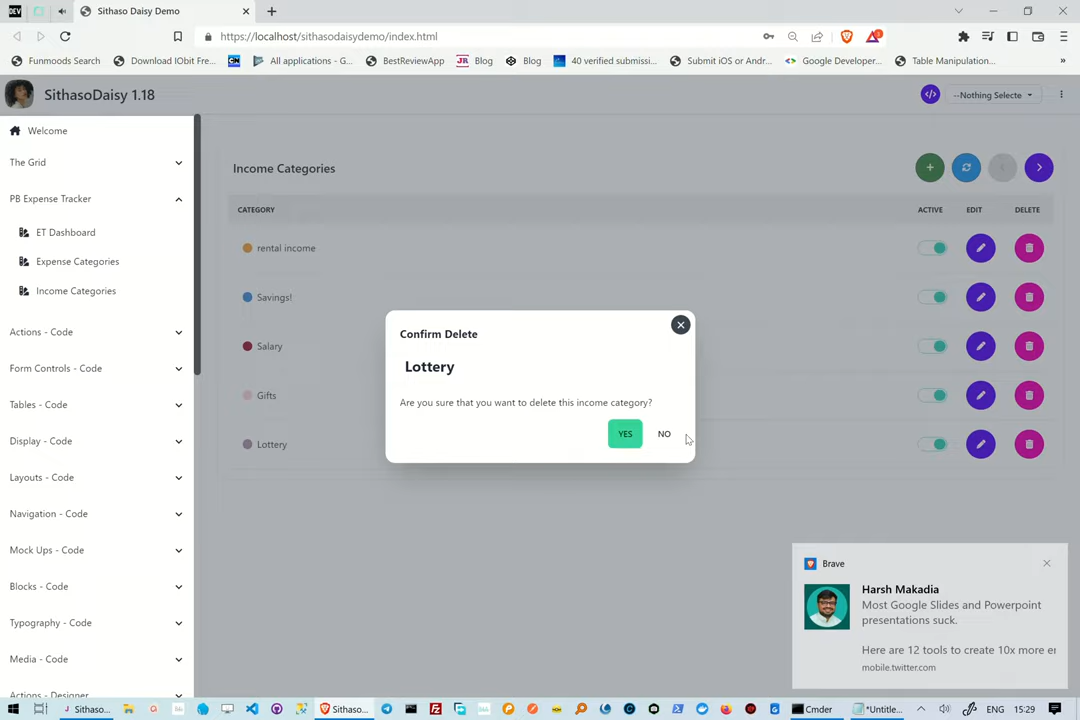 DEV
Sithaso Daisy Demo
https://localhost/sithasodaisydemo/index.html
Funmoods Search
Download IObit Fre...
All applications - G...
BestReviewApp
JR
Blog
Blog
40 verified submissi...
Submit iOS or Andr...
Google Developer...
Table Manipulation...
SithasoDaisy 1.18
--Nothing Selecte
Welcome
The Grid
PB Expense Tracker
ET Dashboard
Expense Categories
Income Categories
Actions - Code
Form Controls - Code
Tables - Code
Display - Code
Layouts - Code
Navigation - Code
Mock Ups - Code
Blocks - Code
Typography - Code
Media - Code
Actions - Designer
Income Categories
CATEGORY
ACTIVE
EDIT
DELETE
rental income
Savings!
Salary
Gifts
Lottery
Confirm Delete
Lottery
Are you sure that you want to delete this income category?
YES
NO
Brave
Harsh Makadia
Most Google Slides and Powerpoint
presentations suck.
Here are 12 tools to create 10x more er
mobile.twitter.com
Sithaso...
Sithaso...
Cmder
*Untitle...
ENG
15:29